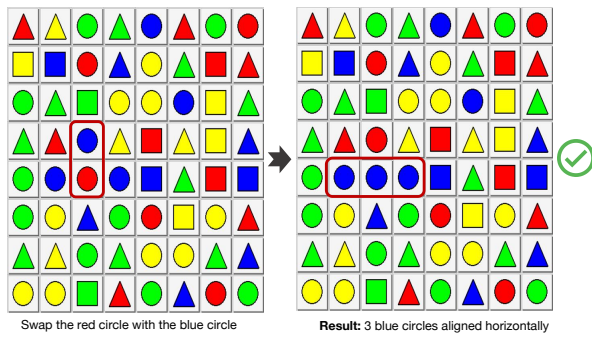 Swap the red circle with the blue circle
Result: 3 blue circles aligned horizontally